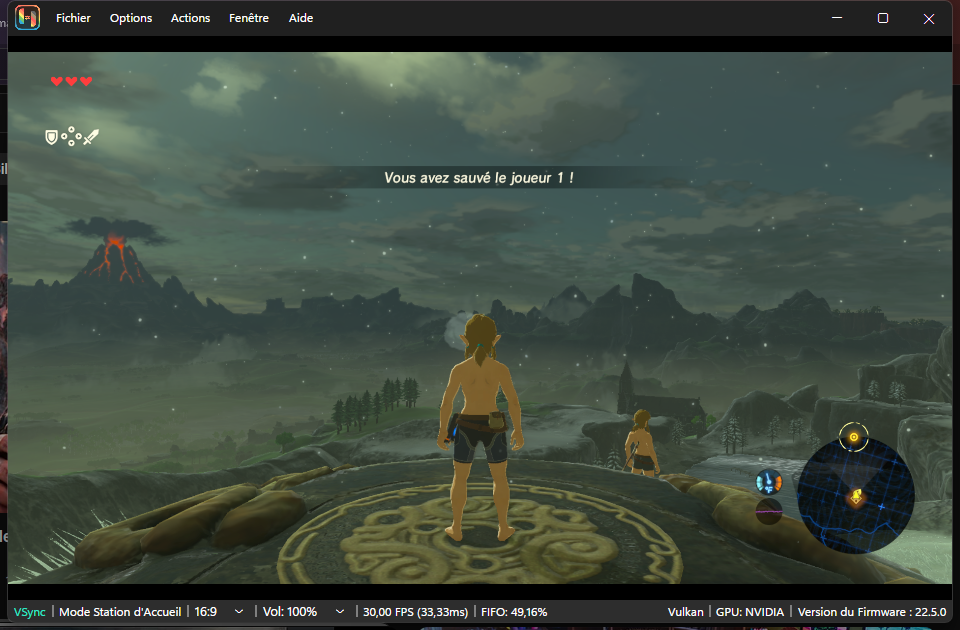 Fichier Options Actions Fenêtre Aide
Vous avez sauvé le joueur 1 !
VSync | Mode Station d'Accueil | 16:9 | Vol: 100% | 30,00 FPS (33,33ms) | FIFO: 49,16% Vulkan | GPU: NVIDIA | Version du Firmware : 22.5.0